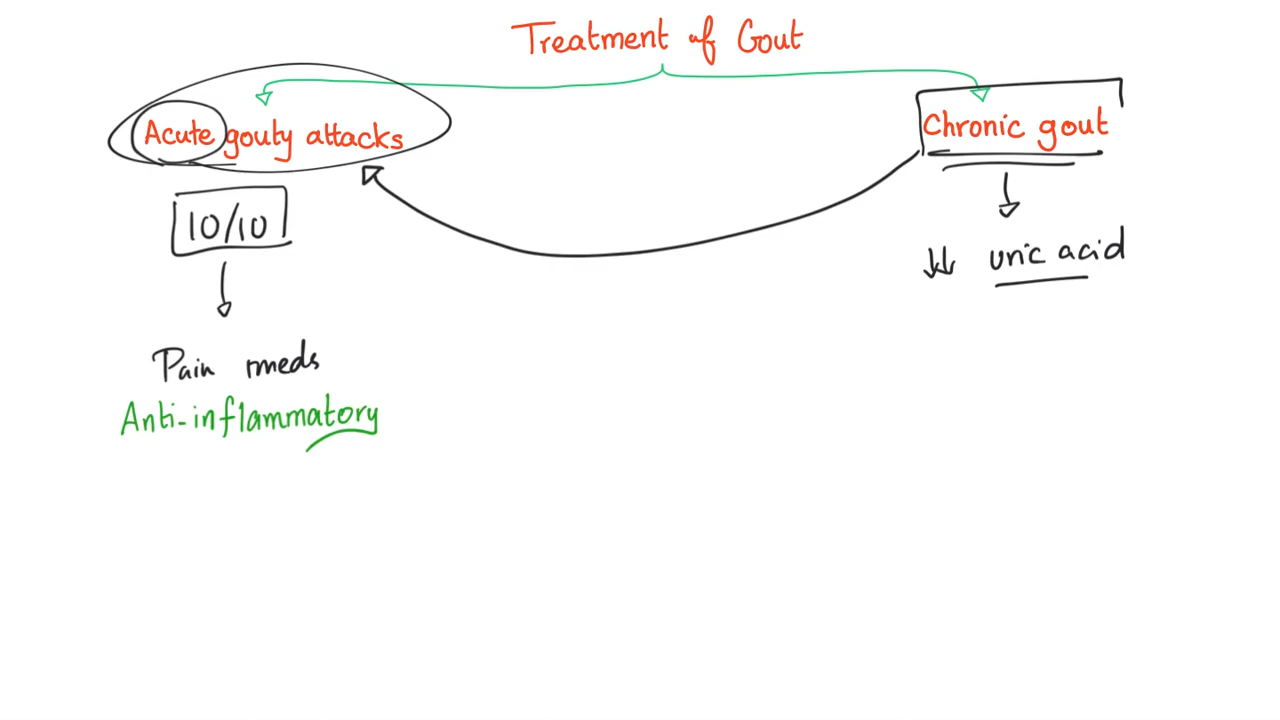 Treatment of Gout
Acute gouty attacks
Chronic gout
10/10
↓↓ uric acid
Pain meds
Anti-inflammatory